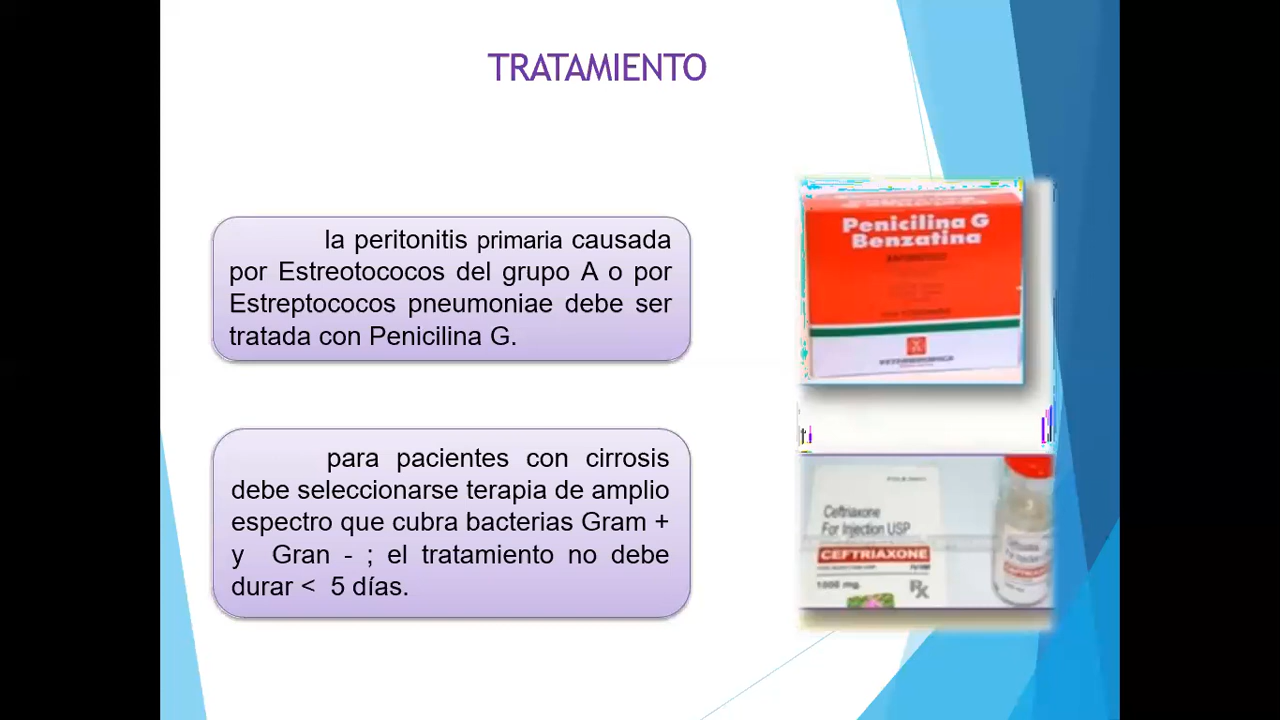 TRATAMIENTO
la peritonitis primaria causada
por Estreotococos del grupo A o por
Estreptococos pneumoniae debe ser
tratada con Penicilina G.
para pacientes con cirrosis
debe seleccionarse terapia de amplio
espectro que cubra bacterias Gram +
y Gran - ; el tratamiento no debe
durar < 5 días.
Penicilina G
Benzatina
Ceftriaxone
For Injection USP
CEFTRIAXONE
1000 mg.
Rx